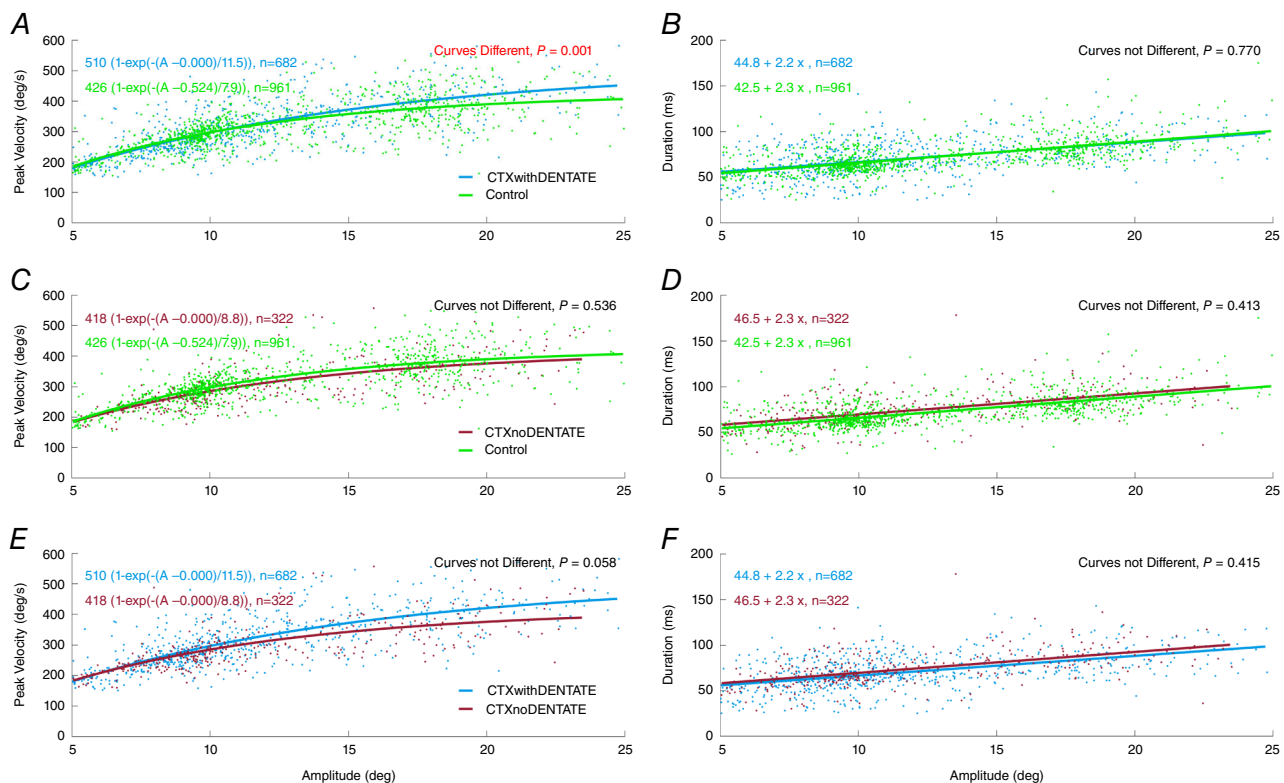 A
B
600
500
400
300
200
100
0
Peak Velocity (deg/s)
510 (1-exp(-(A −0.000)/11.5)), n=682
426 (1-exp(-(A −0.524)/7.9)), n=961
Curves Different, P = 0.001
CTXwithDENTATE
Control
5
10
15
20
25
200
150
100
50
0
Duration (ms)
44.8 + 2.2 x , n=682
42.5 + 2.3 x, n=961
Curves not Different, P = 0.770
5
10
15
20
25
C
D
600
500
400
300
200
100
0
Peak Velocity (deg/s)
418 (1-exp(-(A −0.000)/8.8)), n=322
426 (1-exp(-(A −0.524)/7.9)), n=961
Curves not Different, P = 0.536
CTXnoDENTATE
Control
5
10
15
20
25
200
150
100
50
0
Duration (ms)
46.5 + 2.3 x, n=322
42.5 + 2.3 x, n=961
Curves not Different, P = 0.413
5
10
15
20
25
E
F
600
500
400
300
200
100
0
Peak Velocity (deg/s)
510 (1-exp(-(A −0.000)/11.5)), n=682
418 (1-exp(-(A −0.000)/8.8)), n=322
Curves not Different, P = 0.058
CTXwithDENTATE
CTXnoDENTATE
5
10
15
20
25
Amplitude (deg)
200
150
100
50
0
Duration (ms)
44.8 + 2.2 x , n=682
46.5 + 2.3 x, n=322
Curves not Different, P = 0.415
5
10
15
20
25
Amplitude (deg)